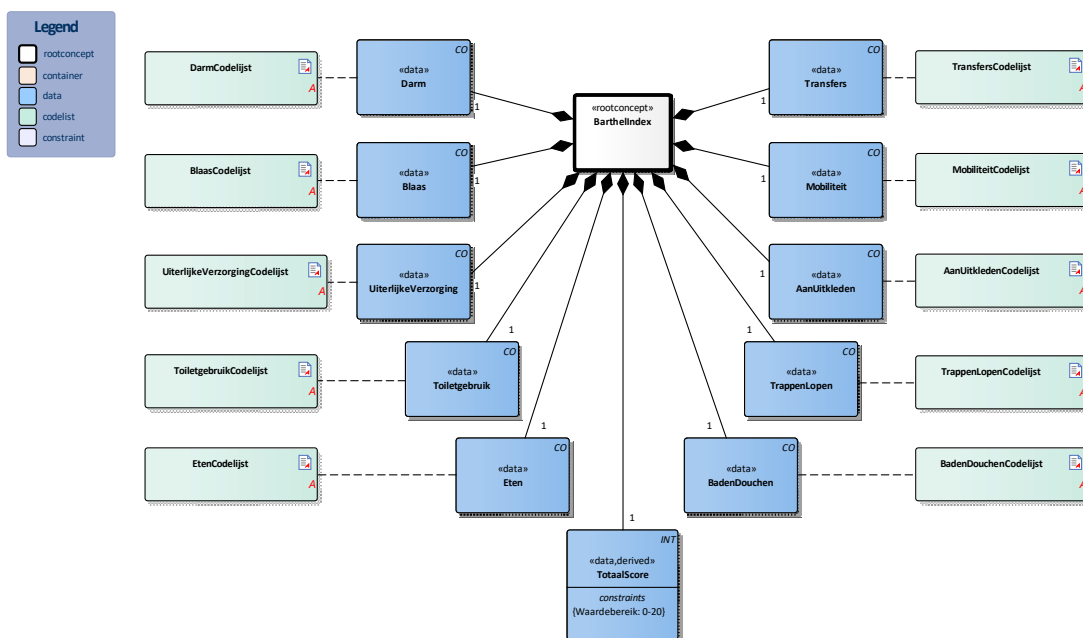 Legend
rootconcept
container
data
codelist
constraint
DarmCodelijst
A
CO
«data»
Darm
1
«rootconcept»
BarthelIndex
CO
«data»
Transfers
1
TransfersCodelijst
A
BlaasCodelijst
A
CO
«data»
Blaas
1
CO
«data»
Mobiliteit
1
MobiliteitCodelijst
A
UiterlijkeVerzorgingCodelijst
A
CO
«data»
UiterlijkeVerzorging
1
CO
«data»
AanUitkleden
1
AanUitkledenCodelijst
A
ToiletgebruikCodelijst
A
1
CO
«data»
Toiletgebruik
1
CO
«data»
TrappenLopen
TrappenLopenCodelijst
A
EtenCodelijst
A
1
CO
«data»
Eten
1
CO
«data»
BadenDouchen
BadenDouchenCodelijst
A
1
INT
«data,derived»
TotaalScore
constraints
{Waardebereik: 0-20}